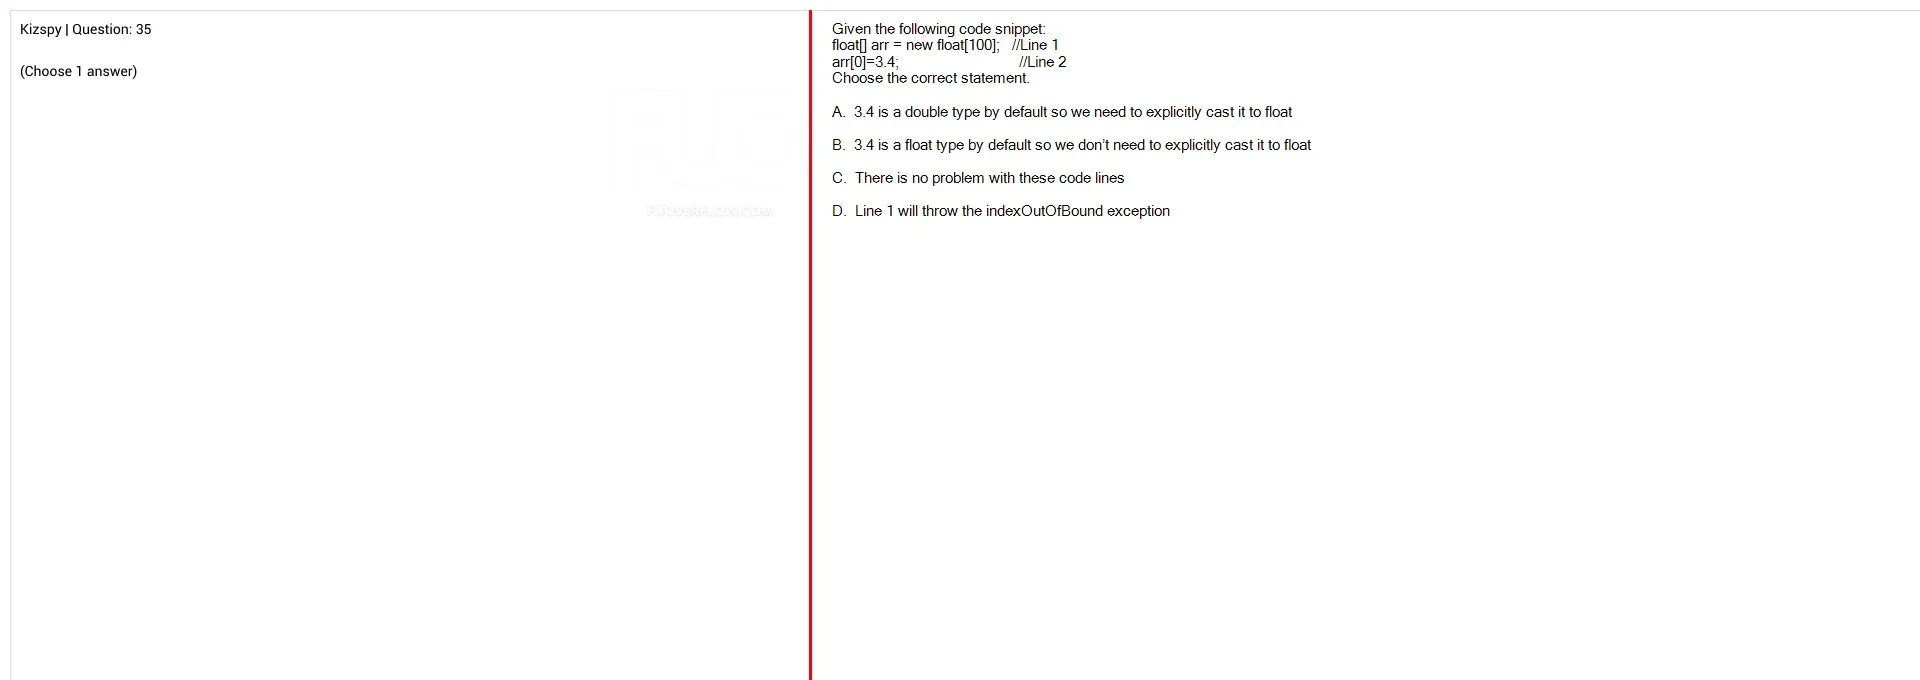 Kizspy | Question: 35
(Choose 1 answer)
FUOVERFLOW.COM
Given the following code snippet:
float[] arr = new float[100]; //Line 1
arr[0]=3.4; //Line 2
Choose the correct statement.
A. 3.4 is a double type by default so we need to explicitly cast it to float
B. 3.4 is a float type by default so we don't need to explicitly cast it to float
C. There is no problem with these code lines
D. Line 1 will throw the indexOutOfBound exception